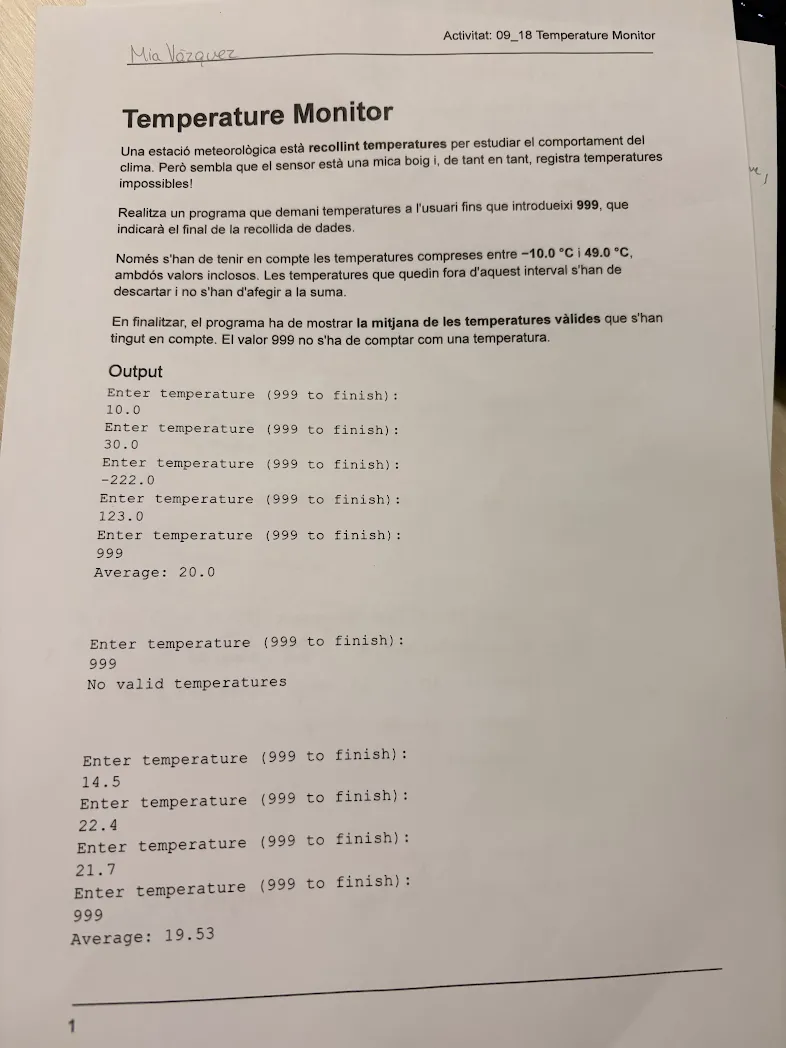 Activitat: 09_18 Temperature Monitor
Mia Vázquez
Temperature Monitor
Una estació meteorològica està recollint temperatures per estudiar el comportament del
clima. Però sembla que el sensor està una mica boig i, de tant en tant, registra temperatures
impossibles!
Realitza un programa que demani temperatures a l'usuari fins que introdueixi 999, que
indicarà el final de la recollida de dades.
Només s'han de tenir en compte les temperatures compreses entre −10.0 °C i 49.0 °C,
ambdós valors inclosos. Les temperatures que quedin fora d'aquest interval s'han de
descartar i no s'han d'afegir a la suma.
En finalitzar, el programa ha de mostrar la mitjana de les temperatures vàlides que s'han
tingut en compte. El valor 999 no s'ha de comptar com una temperatura.
Output
Enter temperature (999 to finish):
10.0
Enter temperature (999 to finish):
30.0
Enter temperature (999 to finish):
-222.0
Enter temperature (999 to finish):
123.0
Enter temperature (999 to finish):
999
Average: 20.0
Enter temperature (999 to finish):
999
No valid temperatures
Enter temperature (999 to finish):
14.5
Enter temperature (999 to finish):
22.4
Enter temperature (999 to finish):
21.7
Enter temperature (999 to finish):
999
Average: 19.53
1